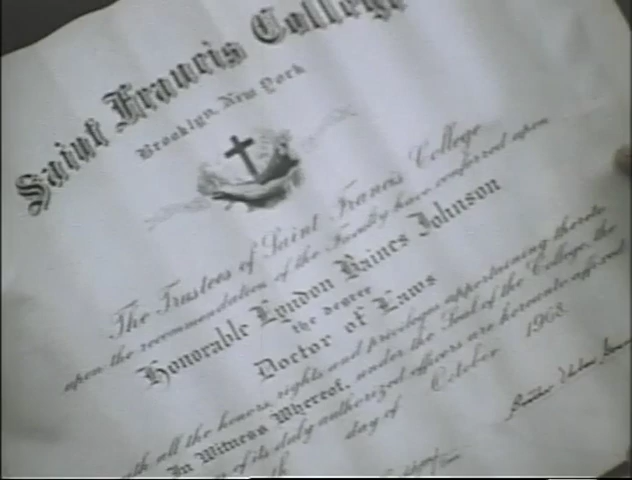 Saint Francis College
Brooklyn, New York
The Trustees of Saint Francis College
upon the recommendation of the Faculty have conferred upon
Honorable Lyndon Baines Johnson
the degree
Doctor of Laws
with all the honors, rights and privileges appertaining thereto
In Witness Whereof, under the Seal of the College, the
of its duly authorized officers are hereunto affixed
day of October 1963